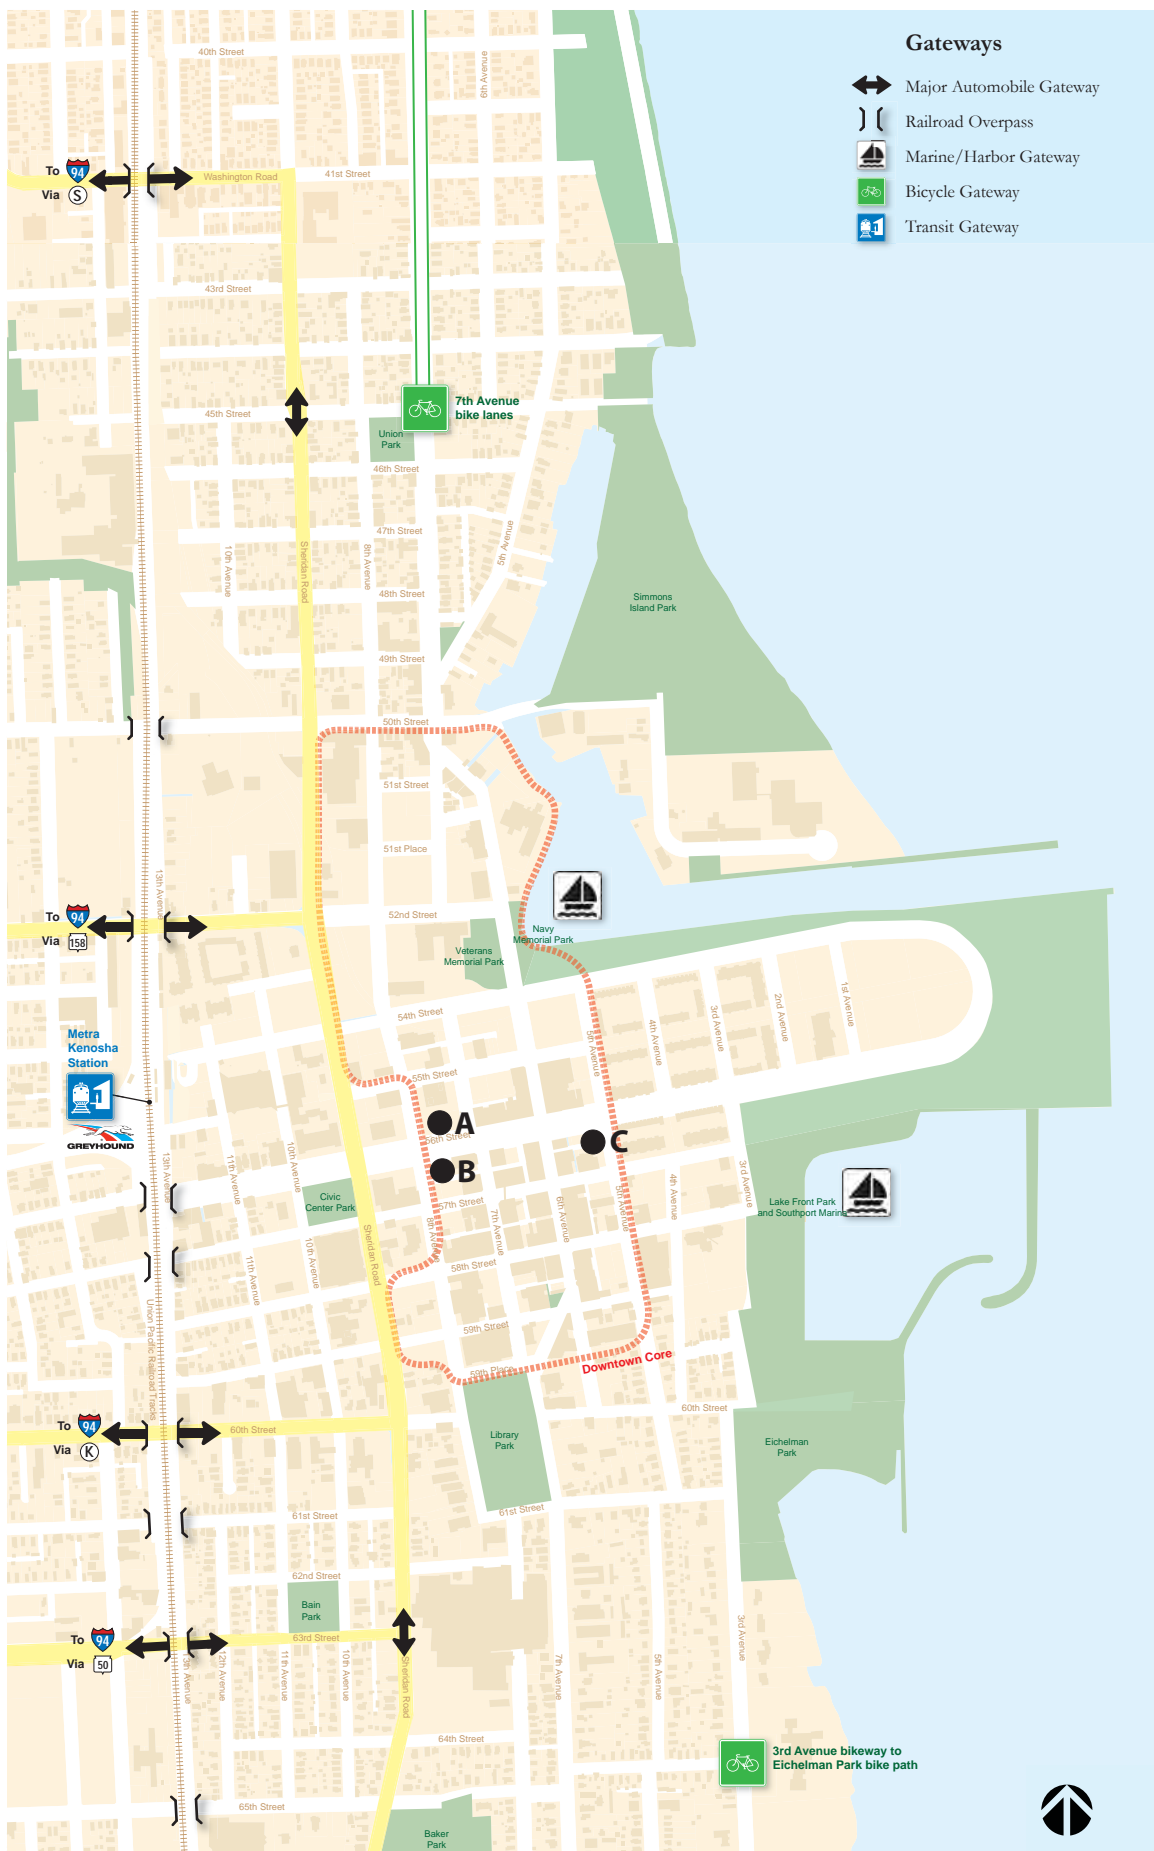 Gateways
Major Automobile Gateway
Railroad Overpass
Marine/Harbor Gateway
Bicycle Gateway
Transit Gateway
40th Street
6th Avenue
To 94
Via S
Washington Road
41st Street
43rd Street
45th Street
7th Avenue
bike lanes
Union
Park
46th Street
47th Street
10th Avenue
Sheridan Road
8th Avenue
5th Avenue
48th Street
Simmons
Island Park
49th Street
50th Street
51st Street
51st Place
13th Avenue
52nd Street
To 94
Via 158
Navy
Memorial Park
Veterans
Memorial Park
54th Street
5th Avenue
4th Avenue
3rd Avenue
2nd Avenue
1st Avenue
Metra
Kenosha
Station
GREYHOUND
55th Street
A
56th Street
B
C
13th Avenue
11th Avenue
10th Avenue
Civic
Center Park
57th Street
8th Avenue
7th Avenue
6th Avenue
5th Avenue
4th Avenue
3rd Avenue
Lake Front Park
and Southport Marina
Sheridan Road
11th Avenue
10th Avenue
58th Street
Union Pacific Railroad Tracks
59th Street
59th Place
Downtown Core
60th Street
To 94
Via K
60th Street
Library
Park
Eichelman
Park
61st Street
61st Street
62nd Street
Bain
Park
63rd Street
To 94
Via 50
13th Avenue
12th Avenue
11th Avenue
10th Avenue
Sheridan Road
7th Avenue
5th Avenue
3rd Avenue
64th Street
3rd Avenue bikeway to
Eichelman Park bike path
65th Street
Baker
Park